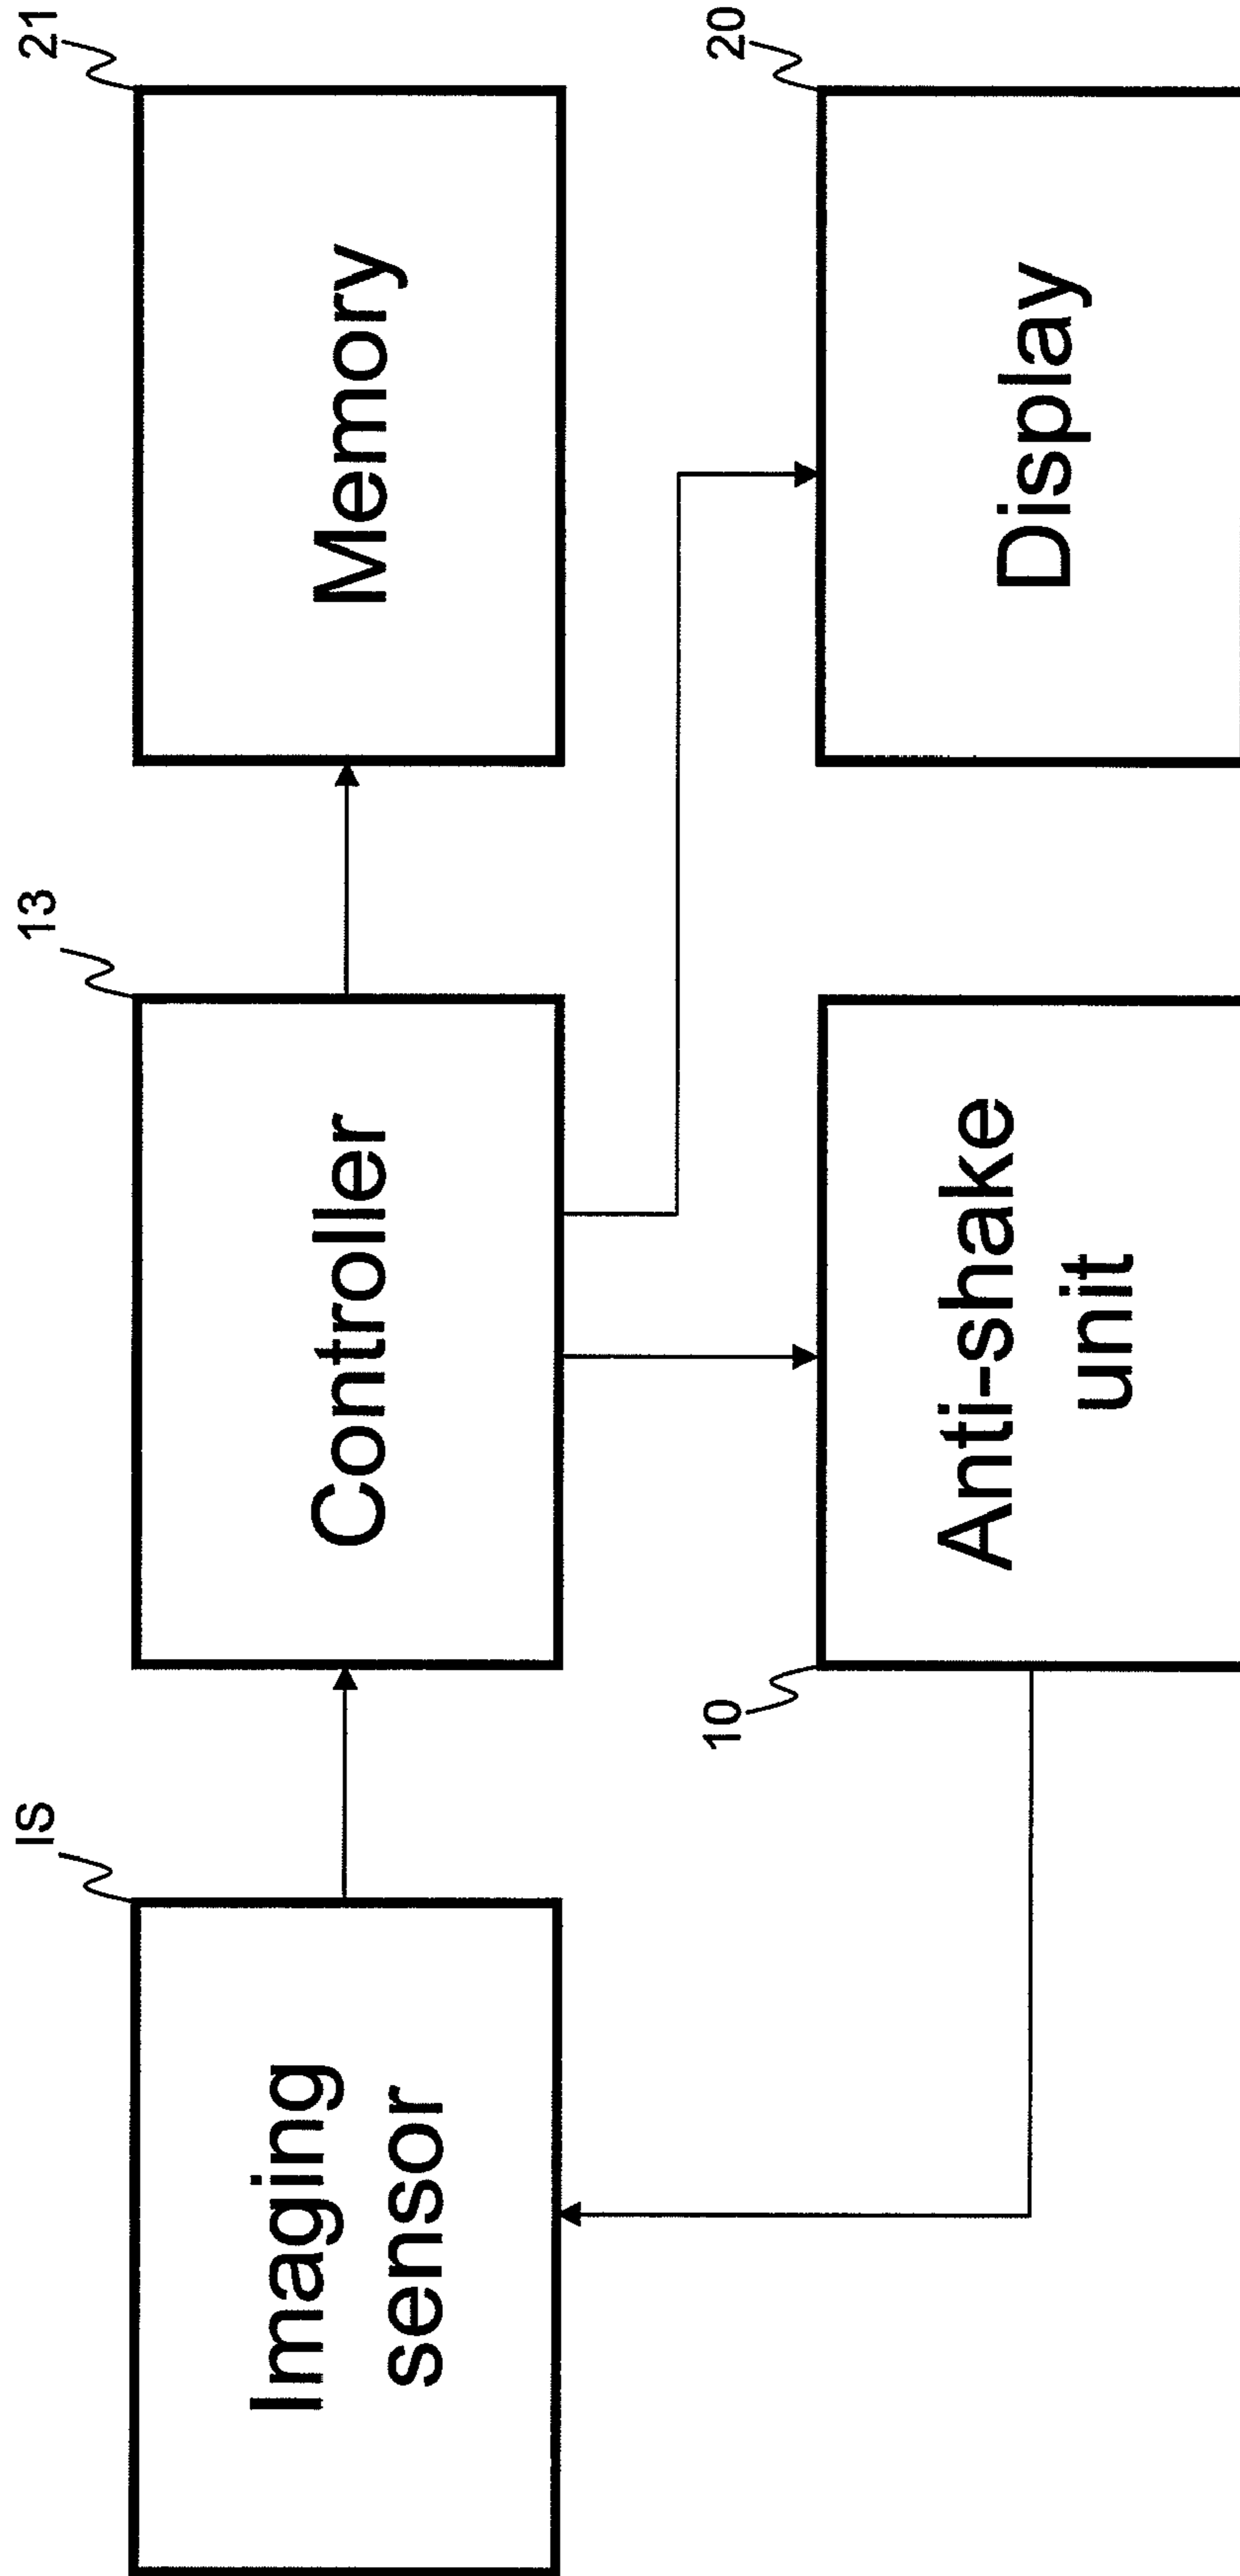 IS
Imaging
sensor
13
Controller
21
Memory
10
Anti-shake
unit
20
Display